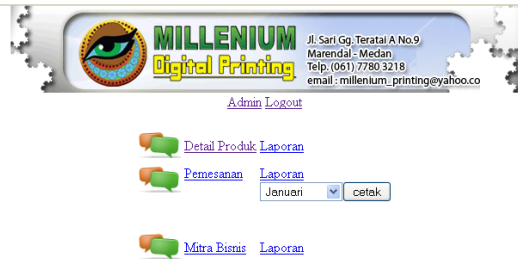 MILLENIUM
Digital Printing
Jl. Sari Gg. Teratai A No.9
Marendal - Medan
Telp. (061) 7780 3218
email : millenium_printing@yahoo.co
Admin Logout
Detail Produk Laporan
Pemesanan Laporan
Januari cetak
Mitra Bisnis Laporan